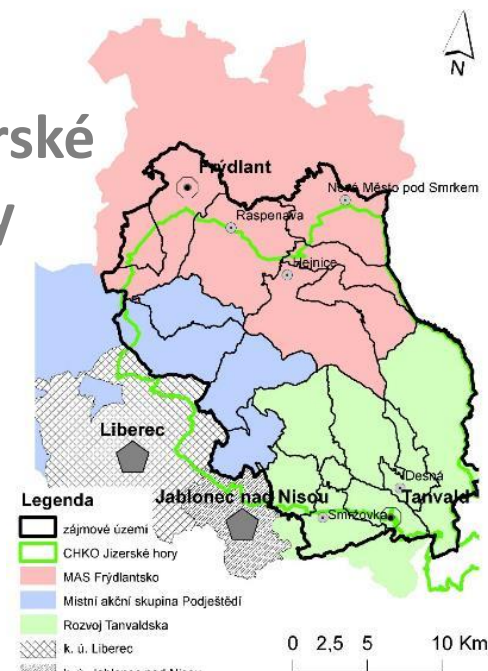 N
rské
y
Frýdlant
Nové Město pod Smrkem
Raspenava
Hejnice
Liberec
Desná
Jablonec nad Nisou
Tanvald
Smržovka
Legenda
zájmové území
CHKO Jizerské hory
MAS Frýdlantsko
Místní akční skupina Podještědí
Rozvoj Tanvaldska
k. ú. Liberec
0 2,5 5 10 Km